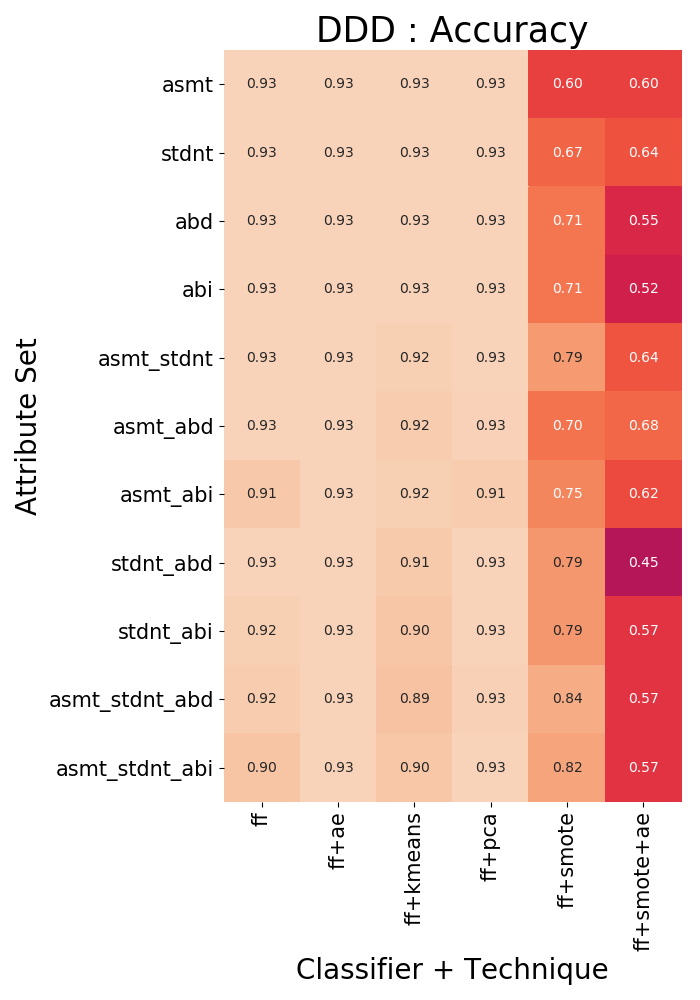 DDD : Accuracy
asmt 0.93 0.93 0.93 0.93 0.60 0.60
stdnt 0.93 0.93 0.93 0.93 0.67 0.64
abd 0.93 0.93 0.93 0.93 0.71 0.55
abi 0.93 0.93 0.93 0.93 0.71 0.52
asmt_stdnt 0.93 0.93 0.92 0.93 0.79 0.64
asmt_abd 0.93 0.93 0.92 0.93 0.70 0.68
asmt_abi 0.91 0.93 0.92 0.91 0.75 0.62
stdnt_abd 0.93 0.93 0.91 0.93 0.79 0.45
stdnt_abi 0.92 0.93 0.90 0.93 0.79 0.57
asmt_stdnt_abd 0.92 0.93 0.89 0.93 0.84 0.57
asmt_stdnt_abi 0.90 0.93 0.90 0.93 0.82 0.57
Attribute Set
ff
ff+ae
ff+kmeans
ff+pca
ff+smote
ff+smote+ae
Classifier + Technique